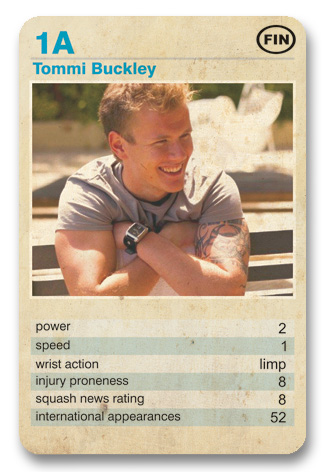 1A
FIN
Tommi Buckley
power 2
speed 1
wrist action limp
injury proneness 8
squash news rating 8
international appearances 52